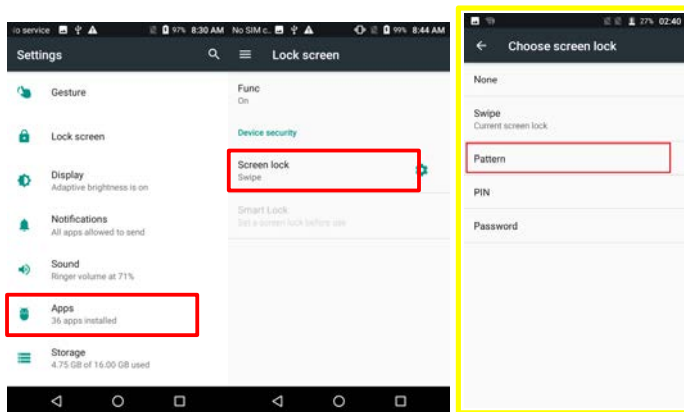 lo service 97% 8:30 AM
Settings
Gesture
Lock screen
Display
Adaptive brightness is on
Notifications
All apps allowed to send
Sound
Ringer volume at 71%
Apps
36 apps installed
Storage
4.75 GB of 16.00 GB used
No SIM c.. 99% 8:44 AM
Lock screen
Func
On
Device security
Screen lock
Swipe
Smart Lock
Set a screen lock before use
27% 02:40
Choose screen lock
None
Swipe
Current screen lock
Pattern
PIN
Password